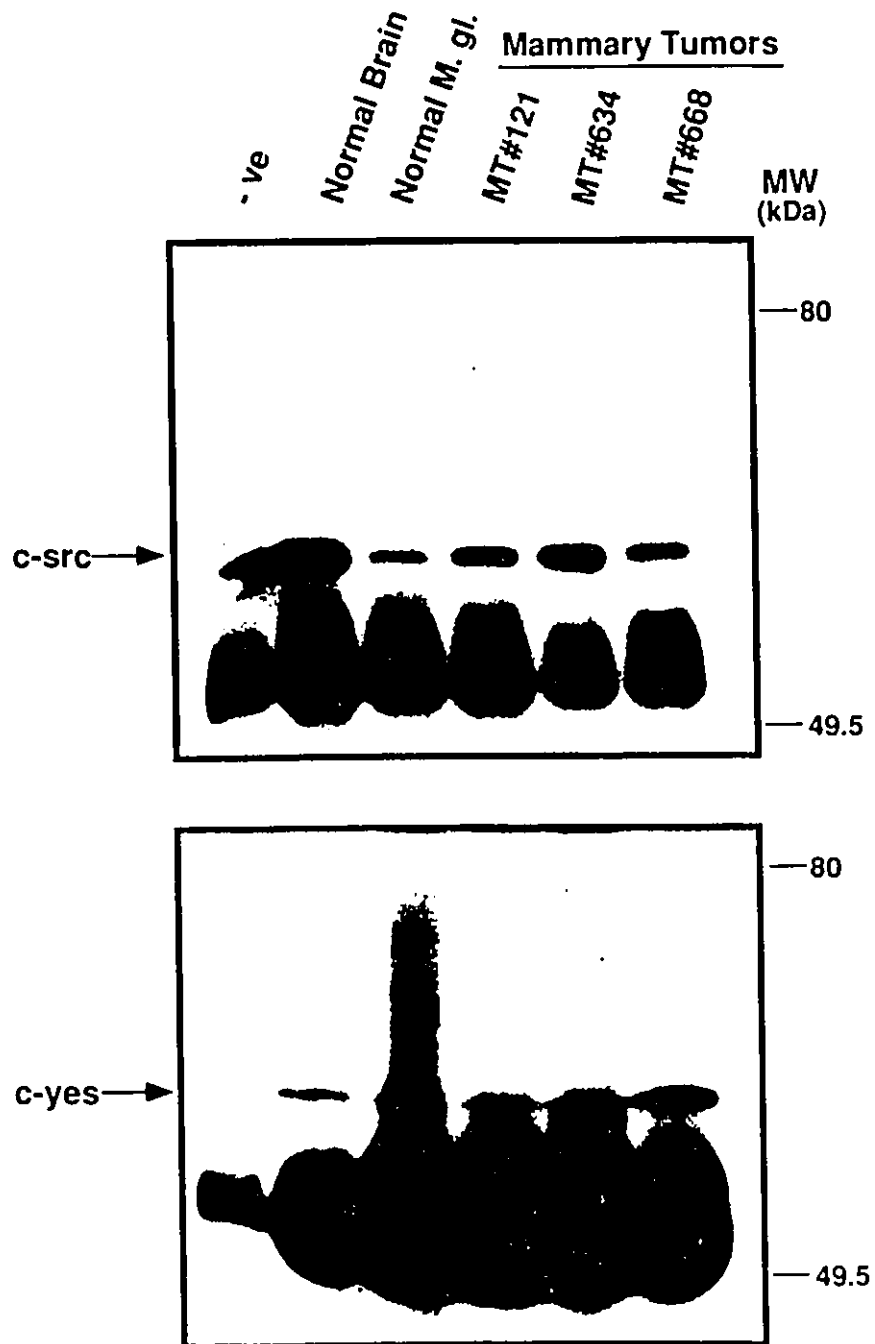 Mammary Tumors
- ve
Normal Brain
Normal M. gl.
MT#121
MT#634
MT#668
MW
(kDa)
80
c-src
49.5
80
c-yes
49.5